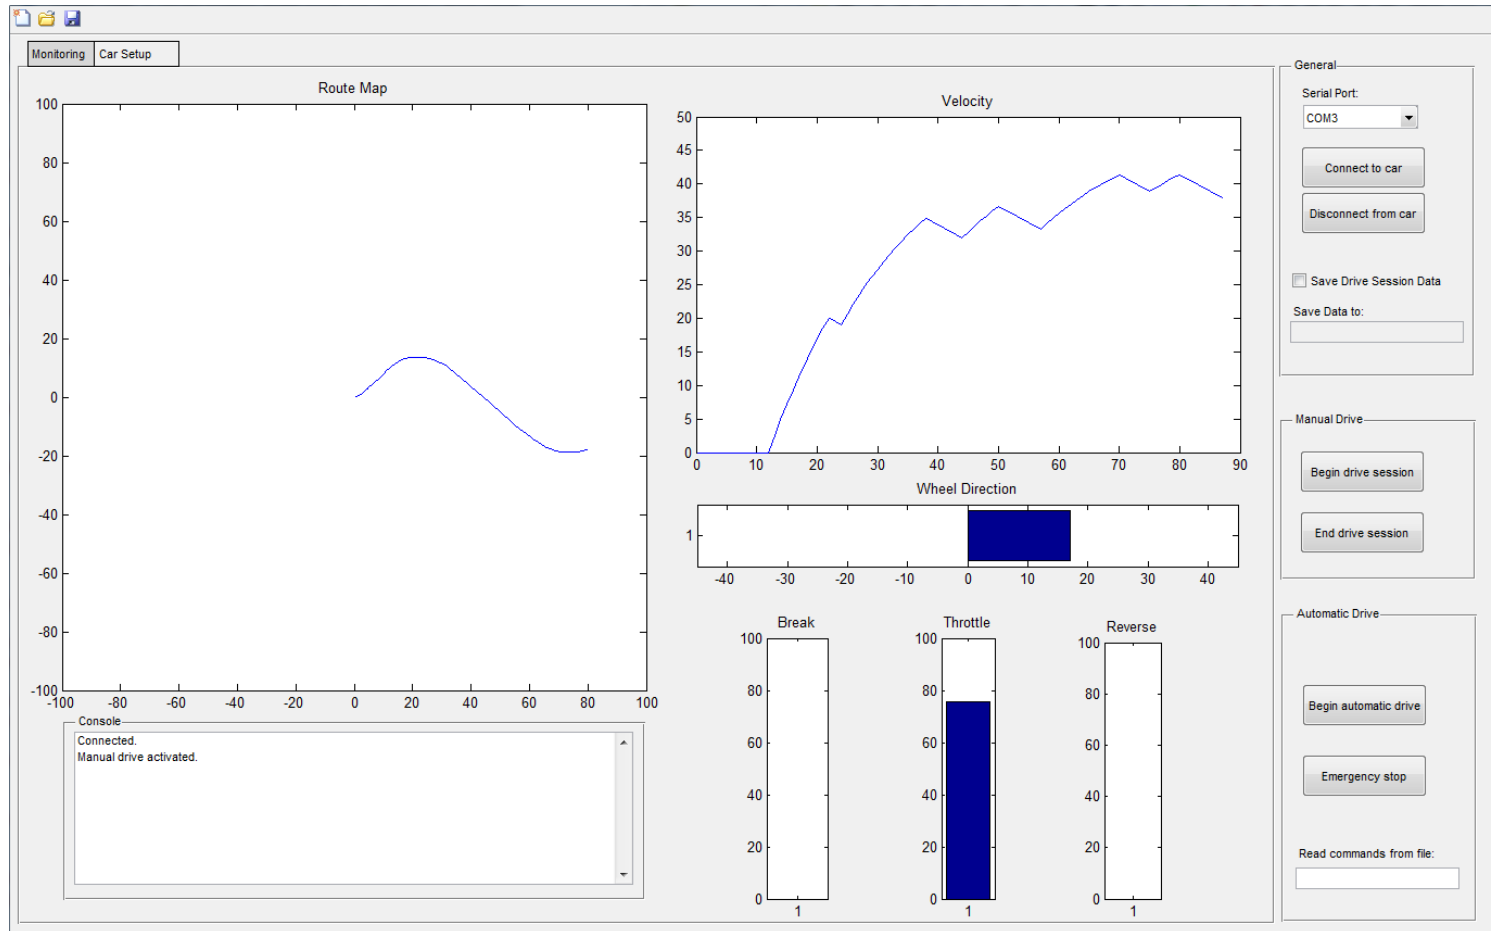 Monitoring Car Setup
Route Map
100
80
60
40
20
0
-20
-40
-60
-80
-100
-100 -80 -60 -40 -20 0 20 40 60 80 100
Console
Connected.
Manual drive activated.
Velocity
50
45
40
35
30
25
20
15
10
5
0
0 10 20 30 40 50 60 70 80 90
Wheel Direction
1
-40 -30 -20 -10 0 10 20 30 40
Break
100
80
60
40
20
0
1
Throttle
100
80
60
40
20
0
1
Reverse
100
80
60
40
20
0
1
General
Serial Port:
COM3
Connect to car
Disconnect from car
Save Drive Session Data
Save Data to:
Manual Drive
Begin drive session
End drive session
Automatic Drive
Begin automatic drive
Emergency stop
Read commands from file: